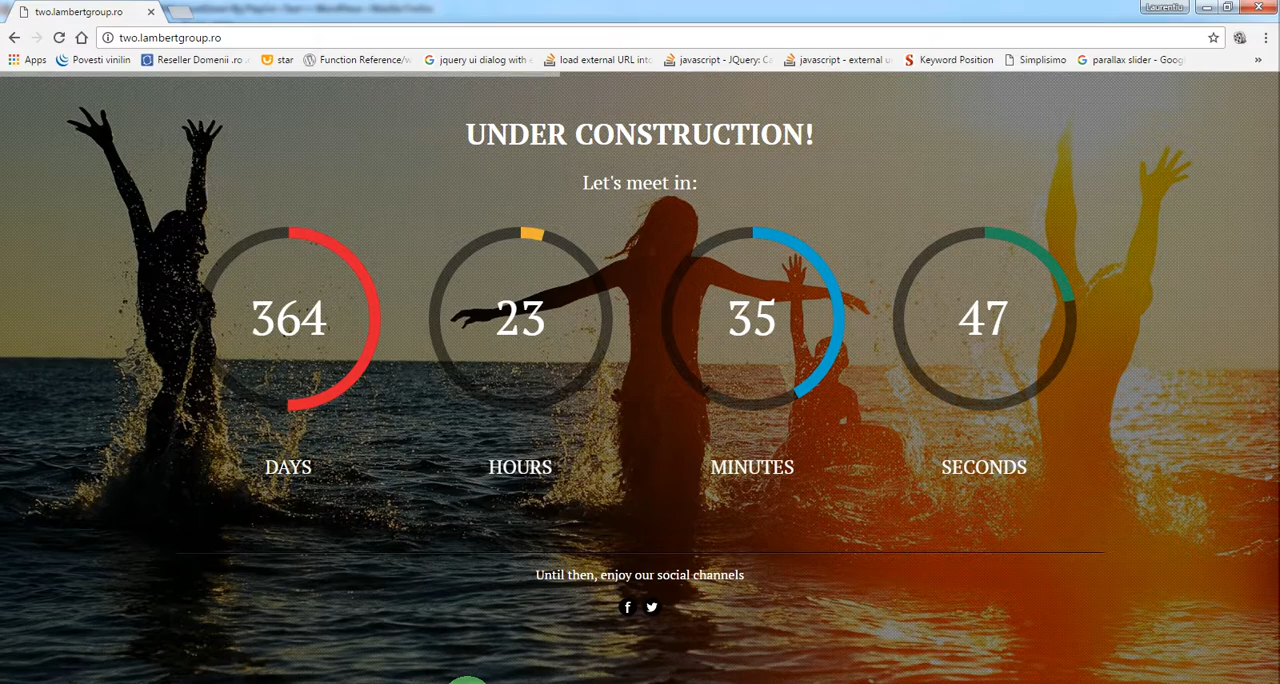 two.lambertgroup.ro
Laurentiu
two.lambertgroup.ro
Apps Povesti vinilin Reseller Domenii .ro star Function Reference/ jquery ui dialog with load external URL into javascript - JQuery: Ca javascript - external u Keyword Position Simplisimo parallax slider - Goog
UNDER CONSTRUCTION!
Let's meet in:
364 23 35 47
DAYS HOURS MINUTES SECONDS
Until then, enjoy our social channels